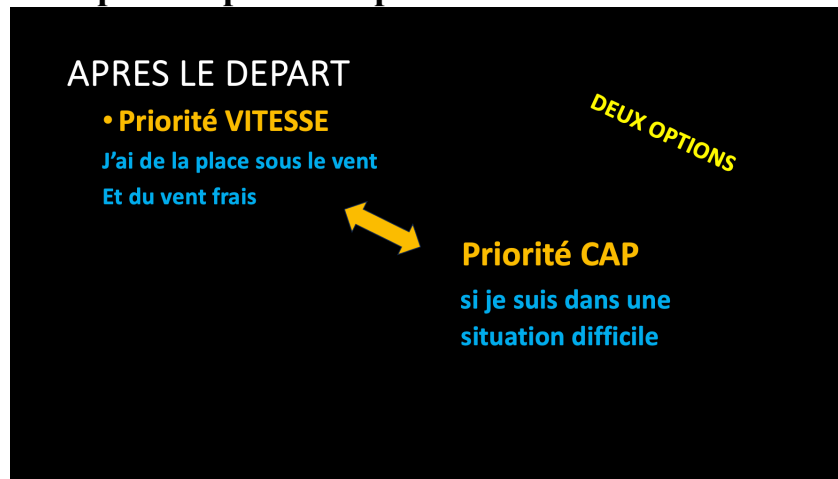 APRES LE DEPART
• Priorité VITESSE
J'ai de la place sous le vent
Et du vent frais
DEUX OPTIONS
Priorité CAP
si je suis dans une
situation difficile